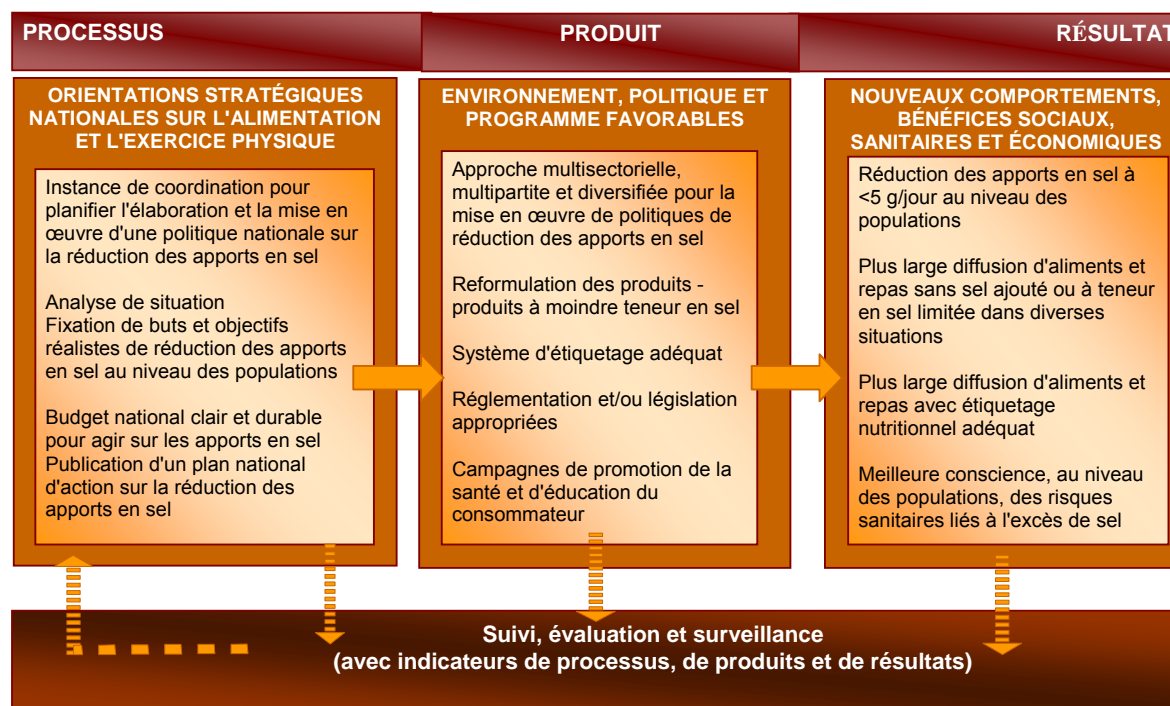 PROCESSUS
PRODUIT
RÉSULTAT
ORIENTATIONS STRATÉGIQUES
NATIONALES SUR L'ALIMENTATION
ET L'EXERCICE PHYSIQUE
Instance de coordination pour
planifier l'élaboration et la mise en
œuvre d'une politique nationale sur
la réduction des apports en sel
Analyse de situation
Fixation de buts et objectifs
réalistes de réduction des apports
en sel au niveau des populations
Budget national clair et durable
pour agir sur les apports en sel
Publication d'un plan national
d'action sur la réduction des
apports en sel
ENVIRONNEMENT, POLITIQUE ET
PROGRAMME FAVORABLES
Approche multisectorielle,
multipartite et diversifiée pour la
mise en œuvre de politiques de
réduction des apports en sel
Reformulation des produits -
produits à moindre teneur en sel
Système d'étiquetage adéquat
Réglementation et/ou législation
appropriées
Campagnes de promotion de la
santé et d'éducation du
consommateur
NOUVEAUX COMPORTEMENTS,
BÉNÉFICES SOCIAUX,
SANITAIRES ET ÉCONOMIQUES
Réduction des apports en sel à
<5 g/jour au niveau des
populations
Plus large diffusion d'aliments et
repas sans sel ajouté ou à teneur
en sel limitée dans diverses
situations
Plus large diffusion d'aliments et
repas avec étiquetage
nutritionnel adéquat
Meilleure conscience, au niveau
des populations, des risques
sanitaires liés à l'excès de sel
Suivi, évaluation et surveillance
(avec indicateurs de processus, de produits et de résultats)